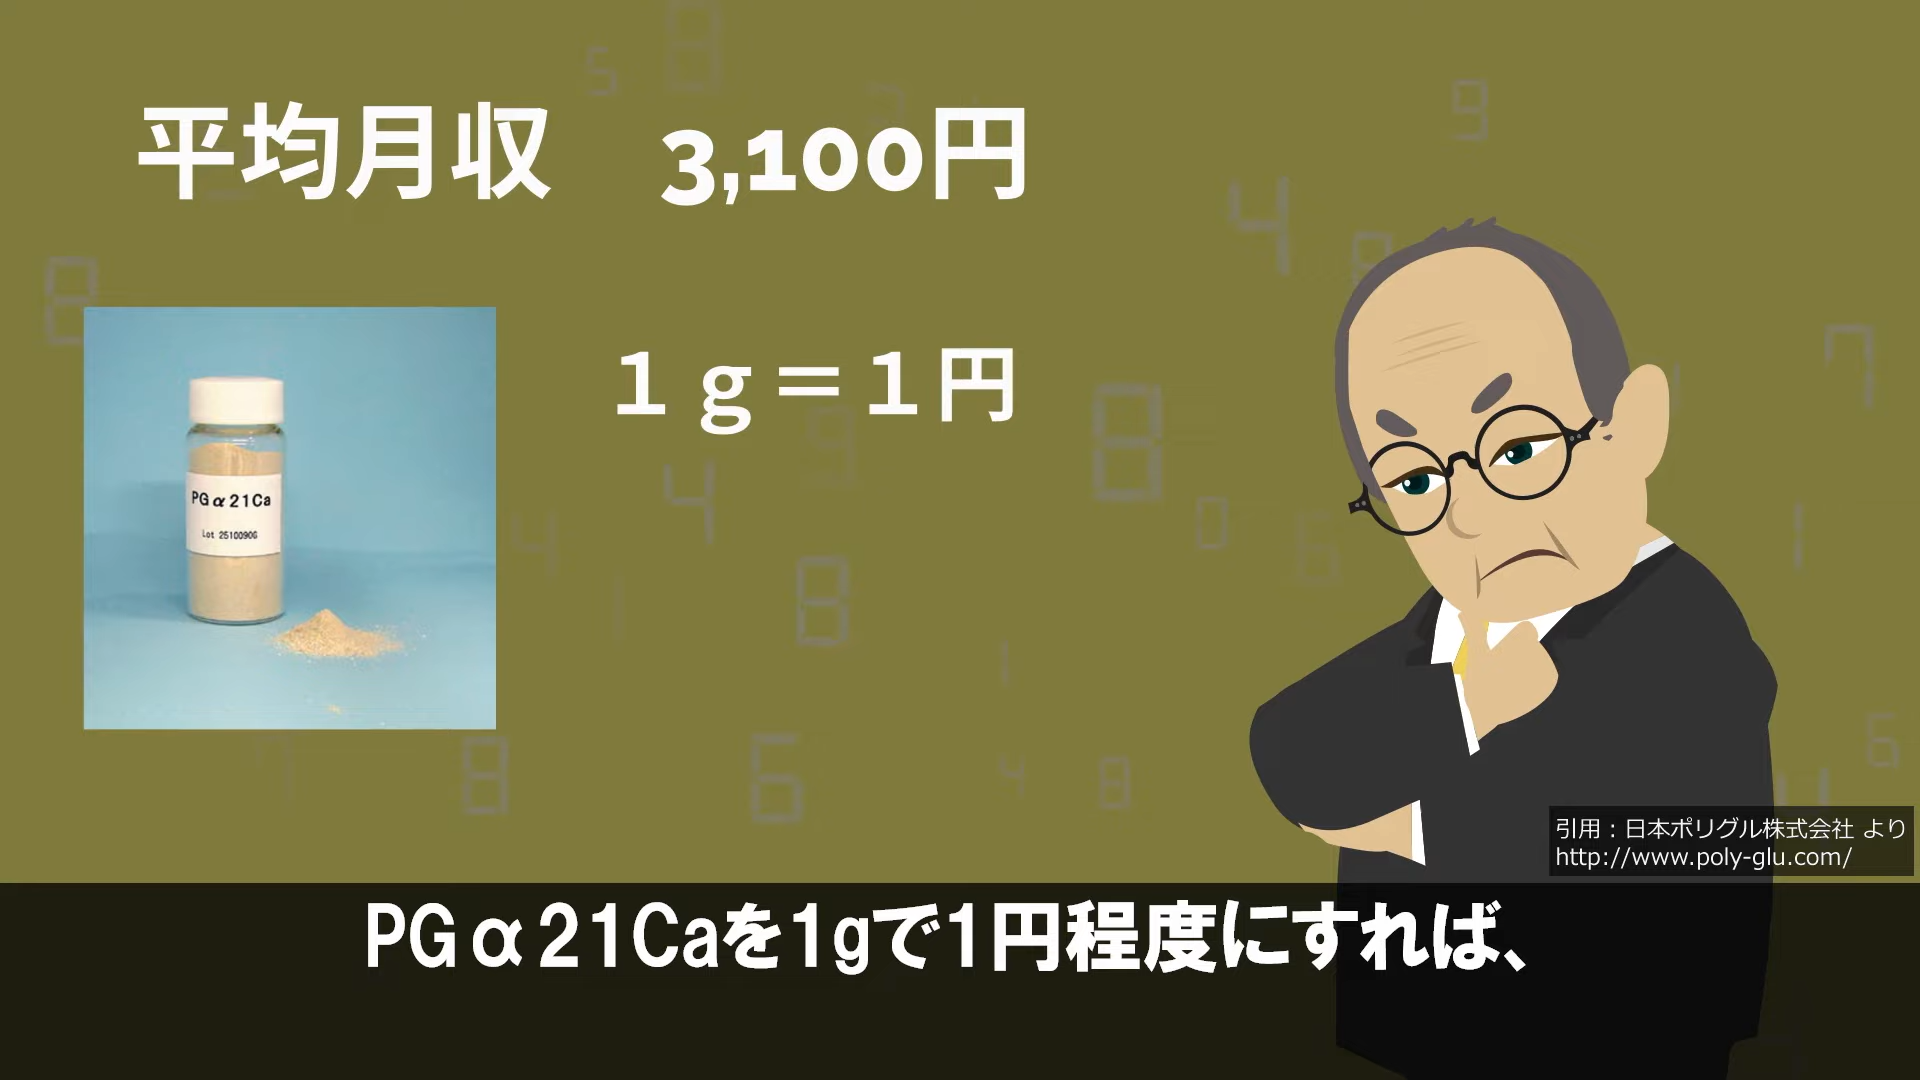 平均月収　3,100円
１ｇ＝１円
PGα21Ca
Lot 2510090G
引用：日本ポリグル株式会社 より
http://www.poly-glu.com/
PGα21Caを1gで1円程度にすれば、